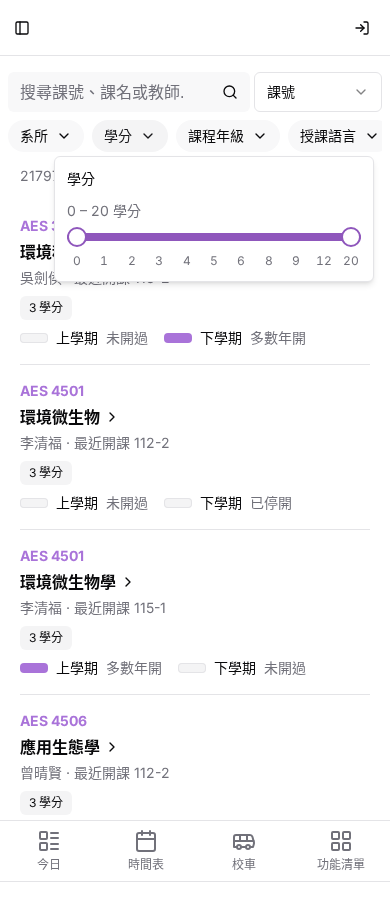 搜尋課號、課名或教師.
課號
系所
學分
課程年級
授課語言
學分
0 – 20 學分
0 1 2 3 4 5 6 8 9 12 20
2179
AES
環境
吳劍侯 · 最近開課 115-2
3 學分
上學期 未開過 下學期 多數年開
AES 4501
環境微生物
李清福 · 最近開課 112-2
3 學分
上學期 未開過 下學期 已停開
AES 4501
環境微生物學
李清福 · 最近開課 115-1
3 學分
上學期 多數年開 下學期 未開過
AES 4506
應用生態學
曾晴賢 · 最近開課 112-2
3 學分
今日
時間表
校車
功能清單